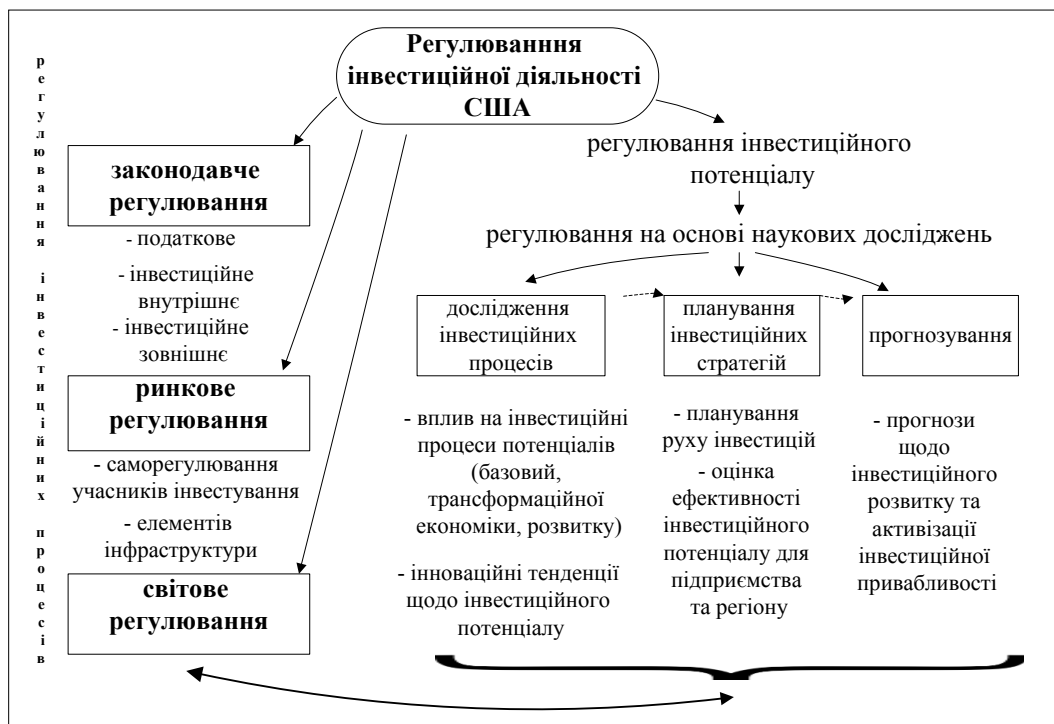 Регулюванння
інвестиційної діяльності
США
регулювання інвестиційних процесів
законодавче
регулювання
- податкове
- інвестиційне
внутрішнє
- інвестиційне
зовнішнє
ринкове
регулювання
- саморегулювання
учасників інвестування
- елементів
інфраструктури
світове
регулювання
регулювання інвестиційного
потенціалу
регулювання на основі наукових досліджень
дослідження
інвестиційних
процесів
- вплив на інвестиційні
процеси потенціалів
(базовий,
трансформаційної
економіки, розвитку)
- інноваційні тенденції
щодо інвестиційного
потенціалу
планування
інвестиційних
стратегій
- планування
руху інвестицій
- оцінка
ефективності
інвестиційного
потенціалу для
підприємства
та регіону
прогнозування
- прогнози
щодо
інвестиційного
розвитку та
активізації
інвестиційної
привабливості